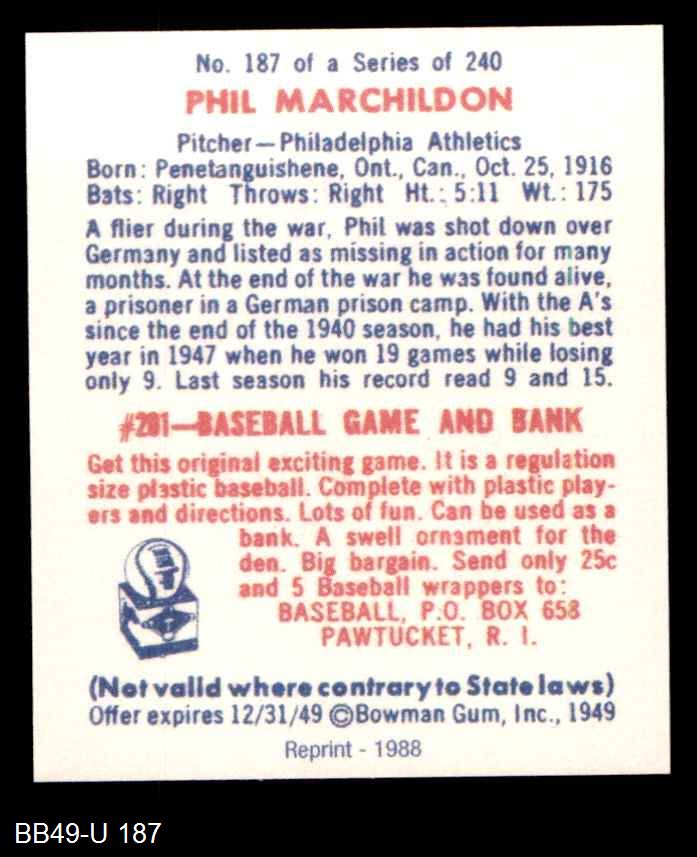 No. 187 of a Series of 240
PHIL MARCHILDON
Pitcher—Philadelphia Athletics
Born: Penetanguishene, Ont., Can., Oct. 25, 1916
Bats: Right Throws: Right Ht.: 5:11 Wt.: 175
A flier during the war, Phil was shot down over
Germany and listed as missing in action for many
months. At the end of the war he was found alive,
a prisoner in a German prison camp. With the A's
since the end of the 1940 season, he had his best
year in 1947 when he won 19 games while losing
only 9. Last season his record read 9 and 15.
#201—BASEBALL GAME AND BANK
Get this original exciting game. It is a regulation
size plastic baseball. Complete with plastic play-
ers and directions. Lots of fun. Can be used as a
bank. A swell ornament for the
den. Big bargain. Send only 25c
and 5 Baseball wrappers to:
BASEBALL, P.O. BOX 658
PAWTUCKET, R. I.
(Not valid where contrary to State laws)
Offer expires 12/31/49 ©Bowman Gum, Inc., 1949
Reprint - 1988
BB49-U 187